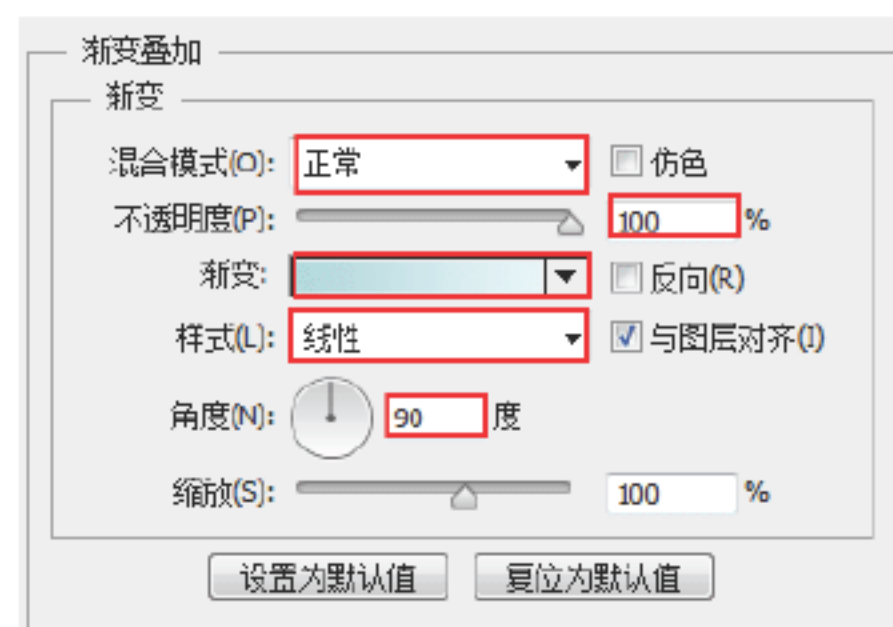 渐变叠加
渐变
混合模式(O): 正常 仿色
不透明度(P): 100 %
渐变: 反向(R)
样式(L): 线性 与图层对齐(I)
角度(N): 90 度
缩放(S): 100 %
设置为默认值 复位为默认值